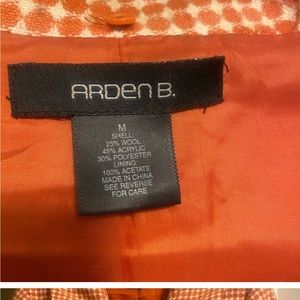 ARDEN B.
M
SHELL:
25% WOOL
45% ACRYLIC
30% POLYESTER
LINING:
100% ACETATE
MADE IN CHINA
SEE REVERSE
FOR CARE